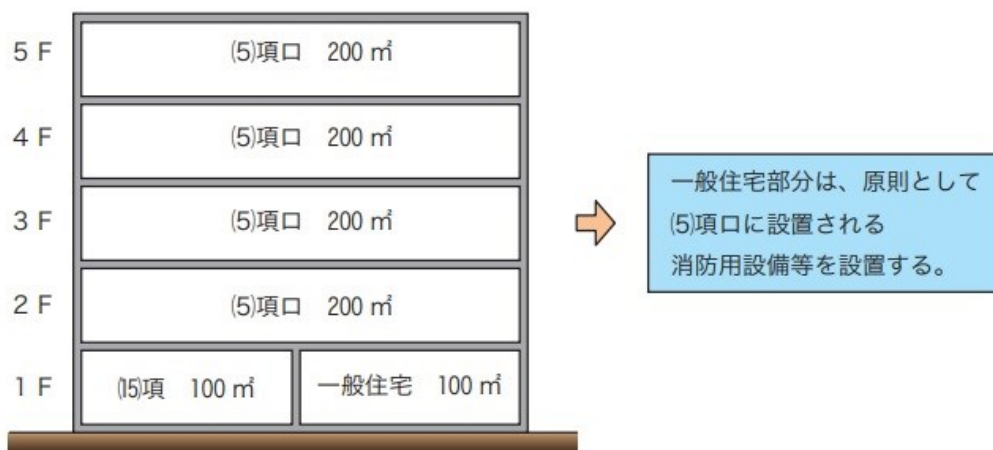 5 F ⑸項ロ 200 ㎡
4 F ⑸項ロ 200 ㎡
3 F ⑸項ロ 200 ㎡
2 F ⑸項ロ 200 ㎡
1 F ⒂項 100 ㎡ 一般住宅 100 ㎡
一般住宅部分は、原則として
⑸項ロに設置される
消防用設備等を設置する。